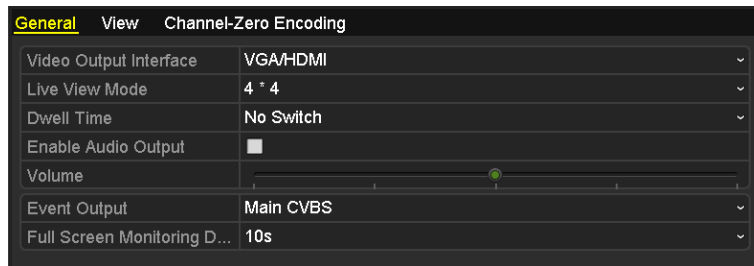 General View Channel-Zero Encoding
Video Output Interface VGA/HDMI
Live View Mode 4 * 4
Dwell Time No Switch
Enable Audio Output
Volume
Event Output Main CVBS
Full Screen Monitoring D... 10s